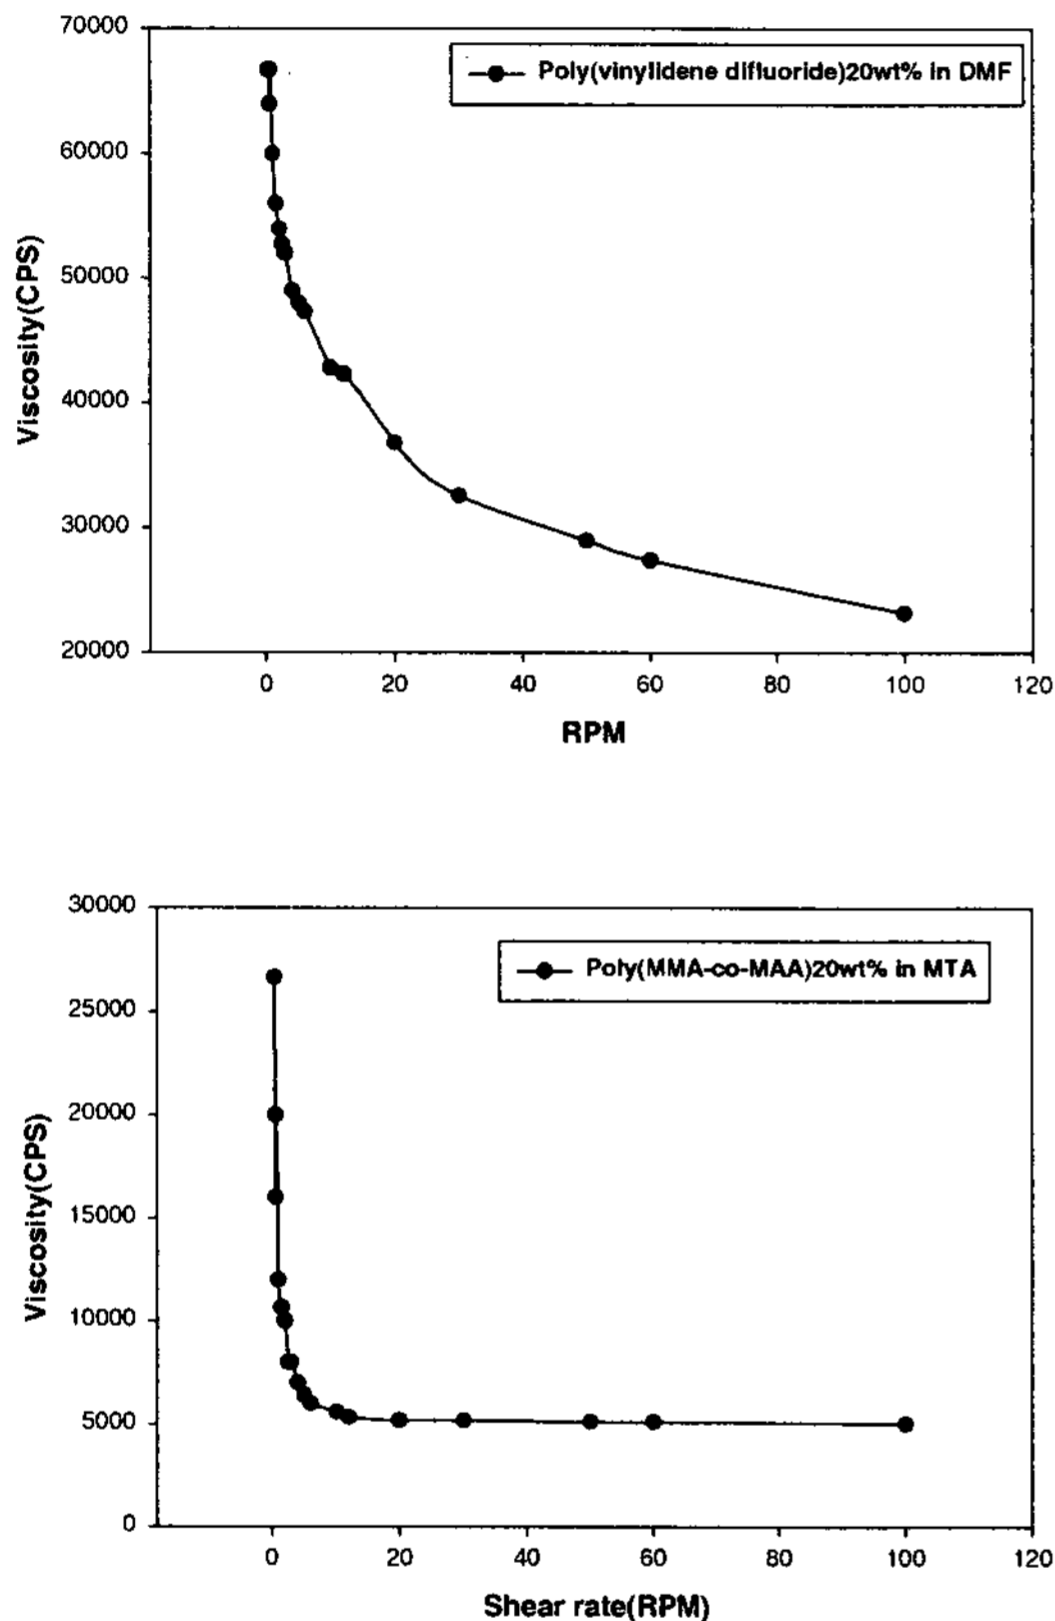 70000
60000
50000
40000
30000
20000
Viscosity(CPS)
Poly(vinylidene difluoride)20wt% in DMF
0 20 40 60 80 100 120
RPM
30000
25000
20000
15000
10000
5000
0
Viscosity(CPS)
Poly(MMA-co-MAA)20wt% in MTA
0 20 40 60 80 100 120
Shear rate(RPM)